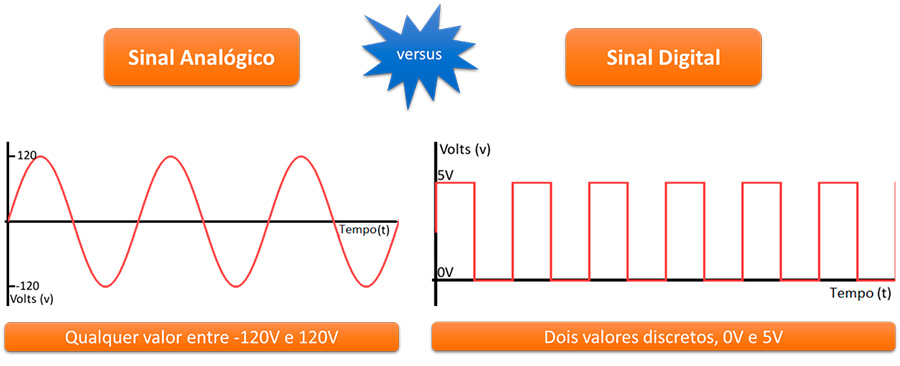 Sinal Analógico
versus
Sinal Digital
120
Tempo(t)
-120
Volts (v)
Qualquer valor entre -120V e 120V
Volts (v)
5V
0V
Tempo (t)
Dois valores discretos, 0V e 5V